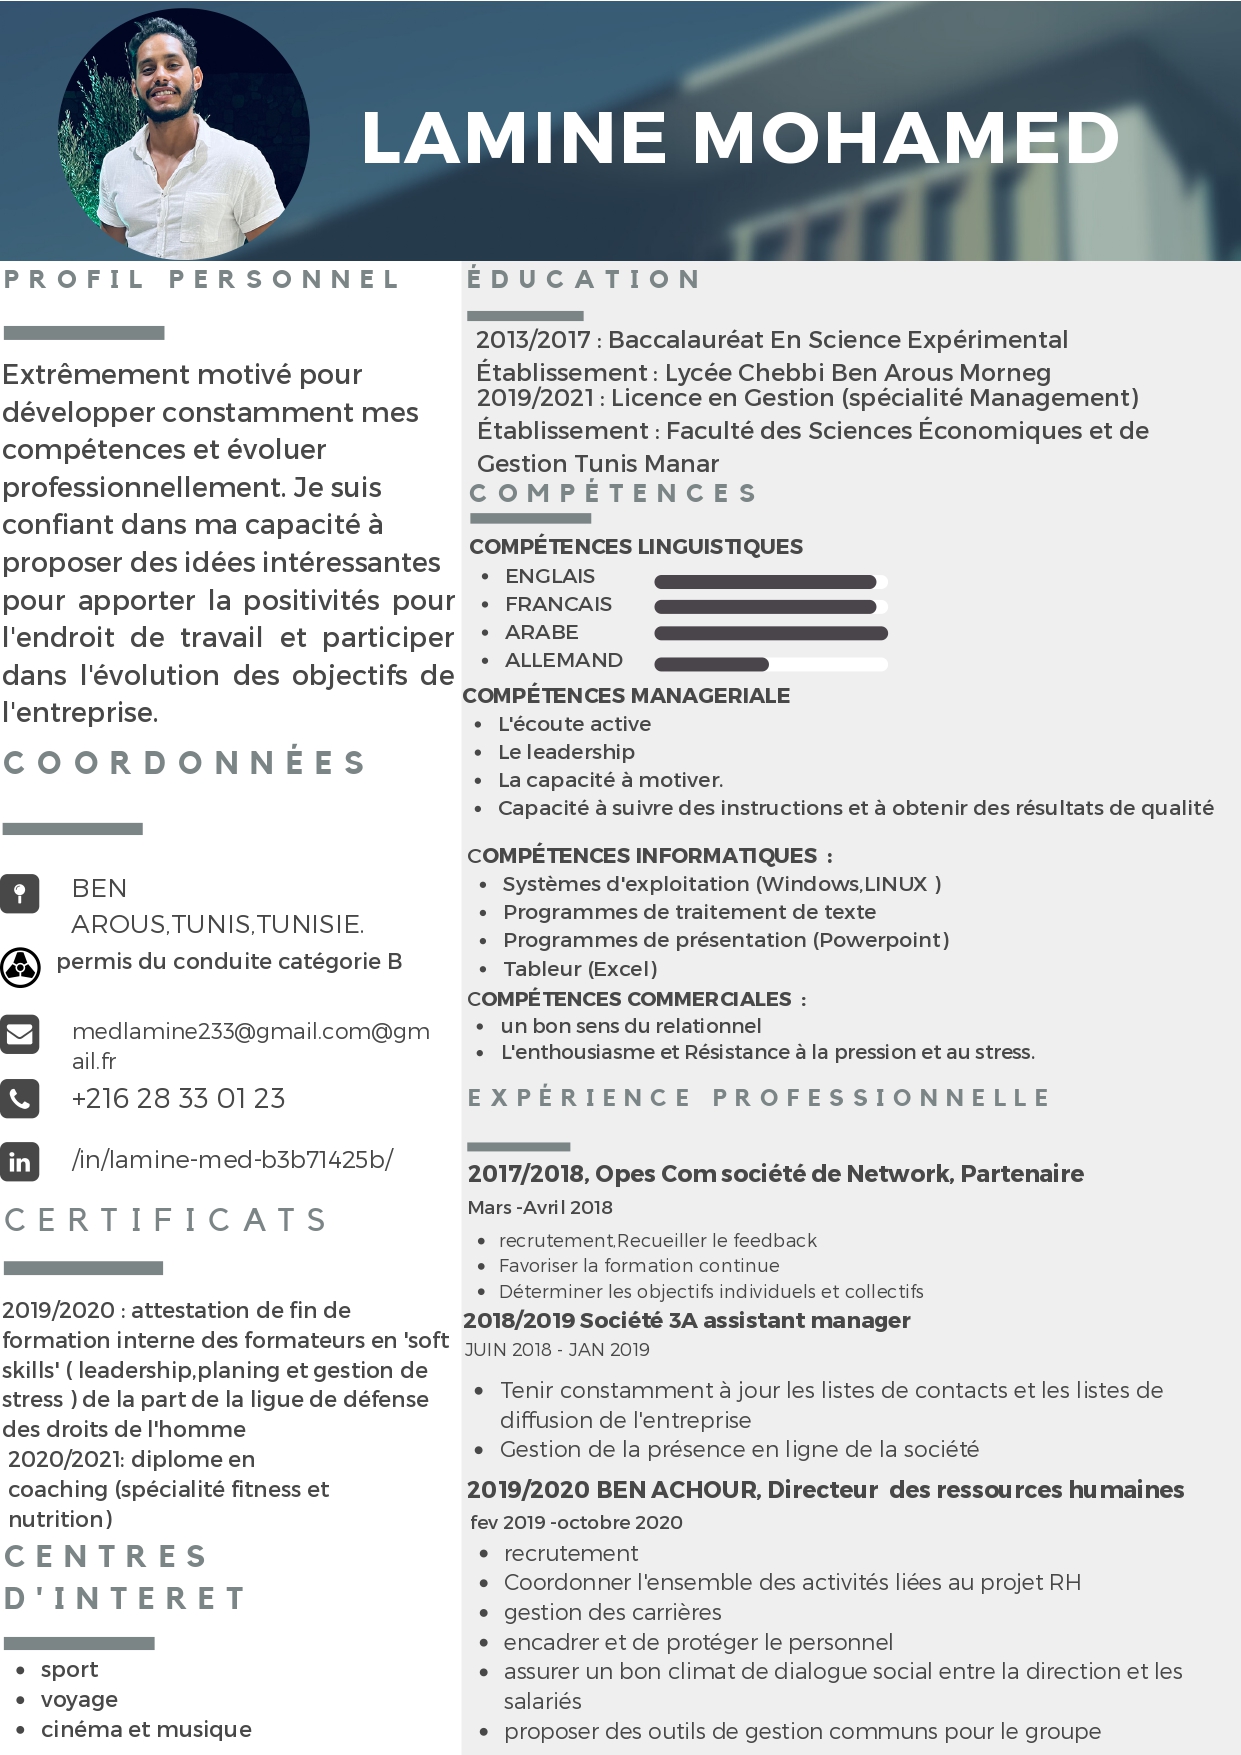 LAMINE MOHAMED
PROFIL PERSONNEL
Extrêmement motivé pour
développer constamment mes
compétences et évoluer
professionnellement. Je suis
confiant dans ma capacité à
proposer des idées intéressantes
pour apporter la positivités pour
l'endroit de travail et participer
dans l'évolution des objectifs de
l'entreprise.
COORDONNÉES
BEN
AROUS,TUNIS,TUNISIE.
permis du conduite catégorie B
medlamine233@gmail.com@gm
ail.fr
+216 28 33 01 23
in
/in/lamine-med-b3b71425b/
CERTIFICATS
2019/2020 : attestation de fin de
formation interne des formateurs en 'soft
skills' ( leadership,planing et gestion de
stress ) de la part de la ligue de défense
des droits de l'homme
2020/2021: diplome en
coaching (spécialité fitness et
nutrition)
CENTRES
D'INTERET
• sport
• voyage
• cinéma et musique
ÉDUCATION
2013/2017 : Baccalauréat En Science Expérimental
Établissement : Lycée Chebbi Ben Arous Morneg
2019/2021 : Licence en Gestion (spécialité Management)
Établissement : Faculté des Sciences Économiques et de
Gestion Tunis Manar
COMPÉTENCES
COMPÉTENCES LINGUISTIQUES
• ENGLAIS
• FRANCAIS
• ARABE
• ALLEMAND
COMPÉTENCES MANAGERIALE
• L'écoute active
• Le leadership
• La capacité à motiver.
• Capacité à suivre des instructions et à obtenir des résultats de qualité
COMPÉTENCES INFORMATIQUES :
• Systèmes d'exploitation (Windows,LINUX )
• Programmes de traitement de texte
• Programmes de présentation (Powerpoint)
• Tableur (Excel)
COMPÉTENCES COMMERCIALES :
• un bon sens du relationnel
• L'enthousiasme et Résistance à la pression et au stress.
EXPÉRIENCE PROFESSIONNELLE
2017/2018, Opes Com société de Network, Partenaire
Mars -Avril 2018
• recrutement,Recueiller le feedback
• Favoriser la formation continue
• Déterminer les objectifs individuels et collectifs
2018/2019 Société 3A assistant manager
JUIN 2018 - JAN 2019
• Tenir constamment à jour les listes de contacts et les listes de
diffusion de l'entreprise
• Gestion de la présence en ligne de la société
2019/2020 BEN ACHOUR, Directeur des ressources humaines
fev 2019 -octobre 2020
• recrutement
• Coordonner l'ensemble des activités liées au projet RH
• gestion des carrières
• encadrer et de protéger le personnel
• assurer un bon climat de dialogue social entre la direction et les
salariés
• proposer des outils de gestion communs pour le groupe